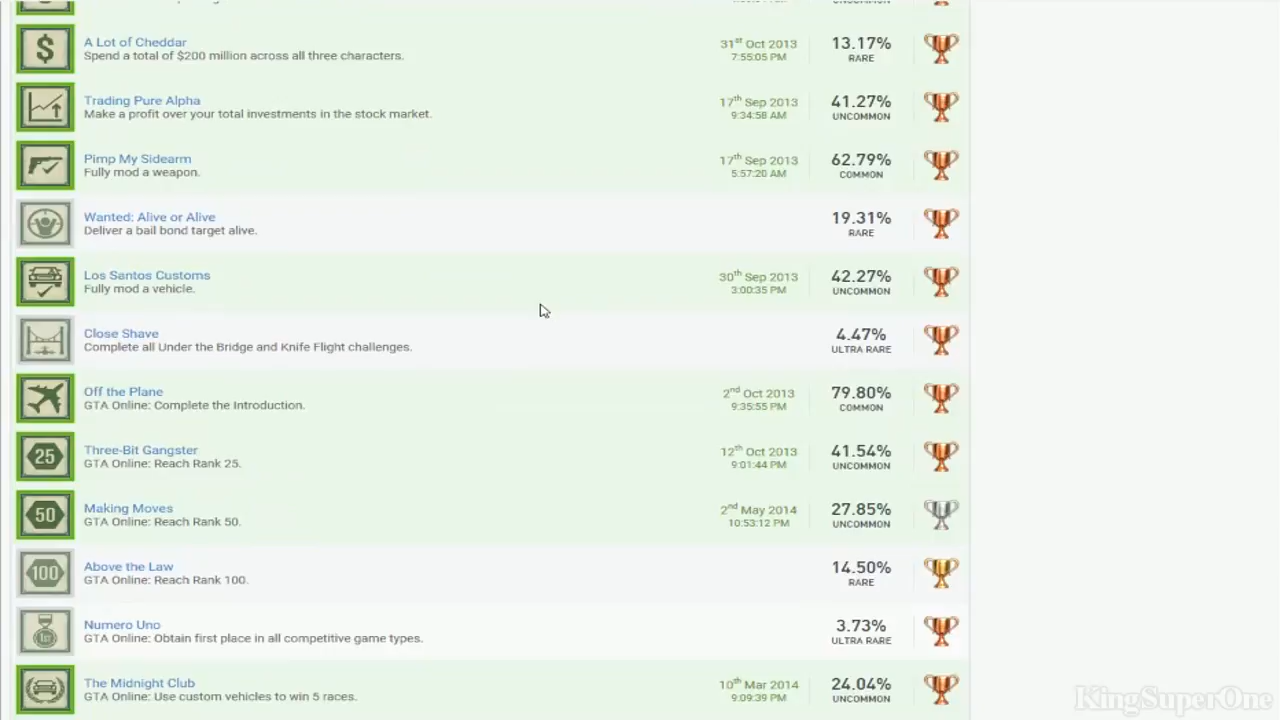 UNCOMMON
$
A Lot of Cheddar
Spend a total of $200 million across all three characters.
31st Oct 2013
7:55:05 PM
13.17%
RARE
Trading Pure Alpha
Make a profit over your total investments in the stock market.
17th Sep 2013
9:34:58 AM
41.27%
UNCOMMON
Pimp My Sidearm
Fully mod a weapon.
17th Sep 2013
5:57:20 AM
62.79%
COMMON
Wanted: Alive or Alive
Deliver a bail bond target alive.
19.31%
RARE
Los Santos Customs
Fully mod a vehicle.
30th Sep 2013
3:00:35 PM
42.27%
UNCOMMON
Close Shave
Complete all Under the Bridge and Knife Flight challenges.
4.47%
ULTRA RARE
Off the Plane
GTA Online: Complete the Introduction.
2nd Oct 2013
9:35:55 PM
79.80%
COMMON
25
Three-Bit Gangster
GTA Online: Reach Rank 25.
12th Oct 2013
9:01:44 PM
41.54%
UNCOMMON
50
Making Moves
GTA Online: Reach Rank 50.
2nd May 2014
10:53:12 PM
27.85%
UNCOMMON
100
Above the Law
GTA Online: Reach Rank 100.
14.50%
RARE
1st
Numero Uno
GTA Online: Obtain first place in all competitive game types.
3.73%
ULTRA RARE
The Midnight Club
GTA Online: Use custom vehicles to win 5 races.
10th Mar 2014
9:09:39 PM
24.04%
UNCOMMON
KingSuperOne